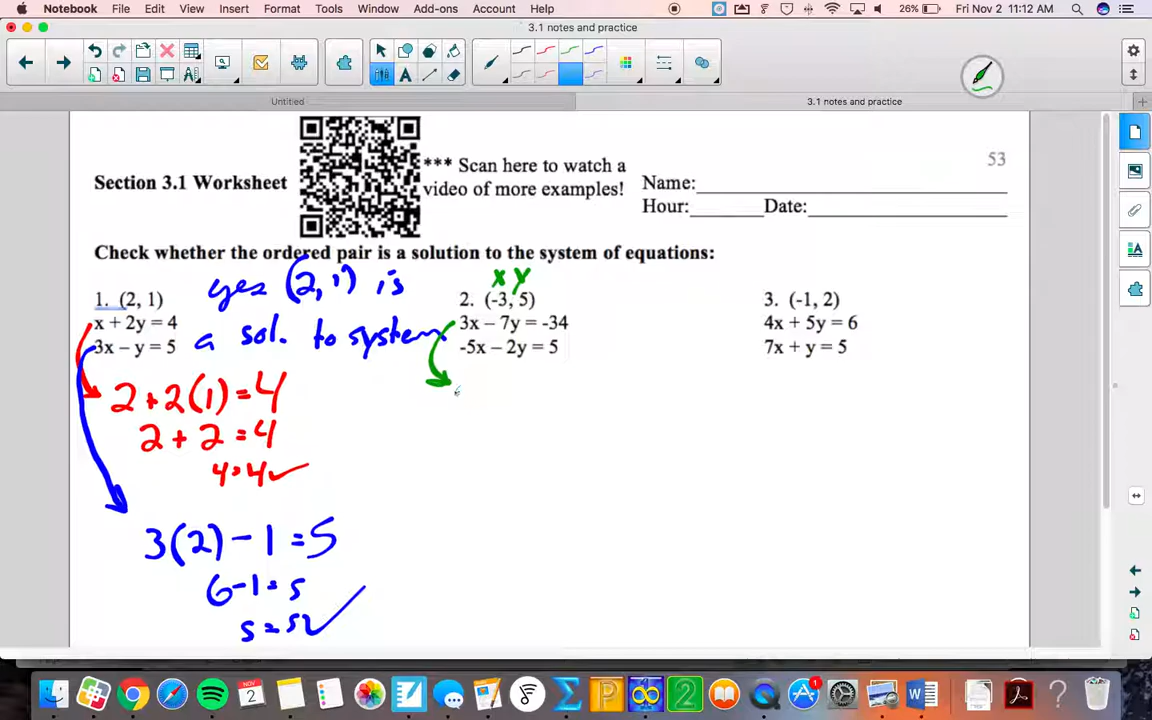 Notebook File Edit View Insert Format Tools Window Add-ons Account Help 26% Fri Nov 2 11:12 AM
3.1 notes and practice
Untitled 3.1 notes and practice
53
Section 3.1 Worksheet
*** Scan here to watch a
video of more examples!
Name:
Hour: Date:
Check whether the ordered pair is a solution to the system of equations:
1. (2, 1)
x + 2y = 4
3x – y = 5
yes (2, 1) is
a sol. to system
2 + 2(1) = 4
2 + 2 = 4
4 = 4 ✓
3(2) – 1 = 5
6 – 1 = 5
5 = 5 ✓
x y
2. (-3, 5)
3x – 7y = -34
-5x – 2y = 5
3. (-1, 2)
4x + 5y = 6
7x + y = 5
NOV
2
P
2
1
W
?